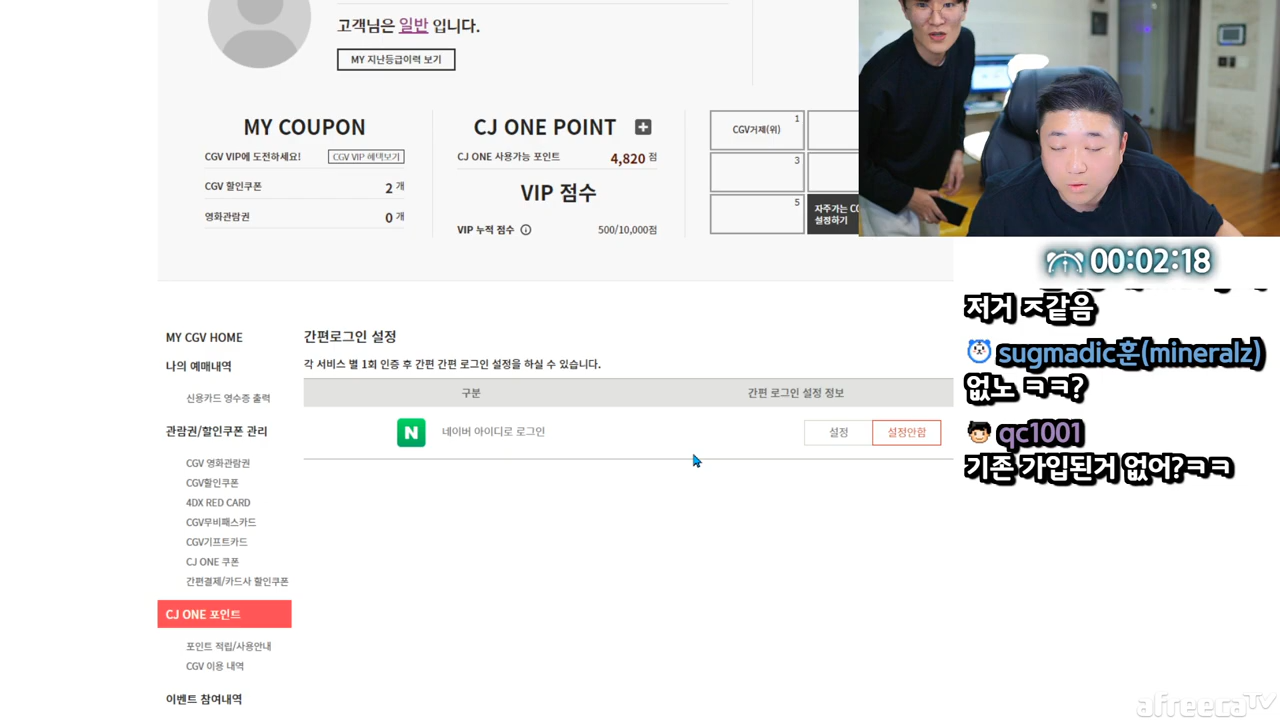 고객님은 일반 입니다.
MY 지난등급이력 보기
MY COUPON
CGV VIP에 도전하세요!
CGV VIP 혜택보기
CGV 할인쿠폰
2 개
영화관람권
0 개
CJ ONE POINT
CJ ONE 사용가능 포인트
4,820 점
VIP 점수
VIP 누적 점수
500/10,000점
CGV거제(위)
1
3
5
자주가는
설정하기
00:02:18
저거 ㅈ같음
sugmadic훈(mineralz)
없노 ㅋㅋ?
qc1001
기존 가입된거 없어?ㅋㅋ
MY CGV HOME
나의 예매내역
신용카드 영수증 출력
관람권/할인쿠폰 관리
CGV 영화관람권
CGV할인쿠폰
4DX RED CARD
CGV무비패스카드
CGV기프트카드
CJ ONE 쿠폰
간편결제/카드사 할인쿠폰
CJ ONE 포인트
포인트 적립/사용안내
CGV 이용 내역
이벤트 참여내역
간편로그인 설정
각 서비스 별 1회 인증 후 간편 간편 로그인 설정을 하실 수 있습니다.
구분
간편 로그인 설정 정보
N
네이버 아이디로 로그인
설정
설정안함
afreecaTV